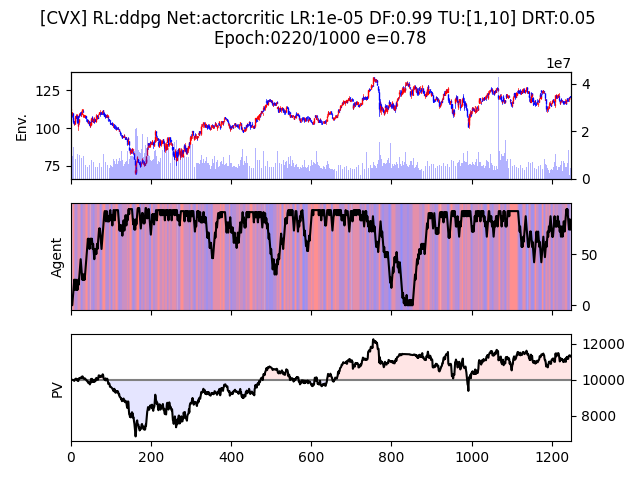 [CVX] RL:ddpg Net:actorcritic LR:1e-05 DF:0.99 TU:[1,10] DRT:0.05
Epoch:0220/1000 e=0.78
1e7
125
100
75
Env.
4
2
0
Agent
50
0
PV
12000
10000
8000
0 200 400 600 800 1000 1200